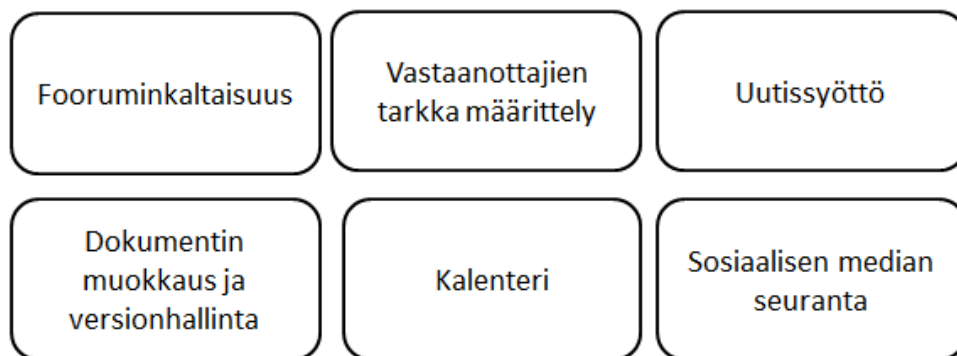 Fooruminkaltaisuus
Vastaanottajien
tarkka määrittely
Uutissyöttö
Dokumentin
muokkaus ja
versionhallinta
Kalenteri
Sosiaalisen median
seuranta